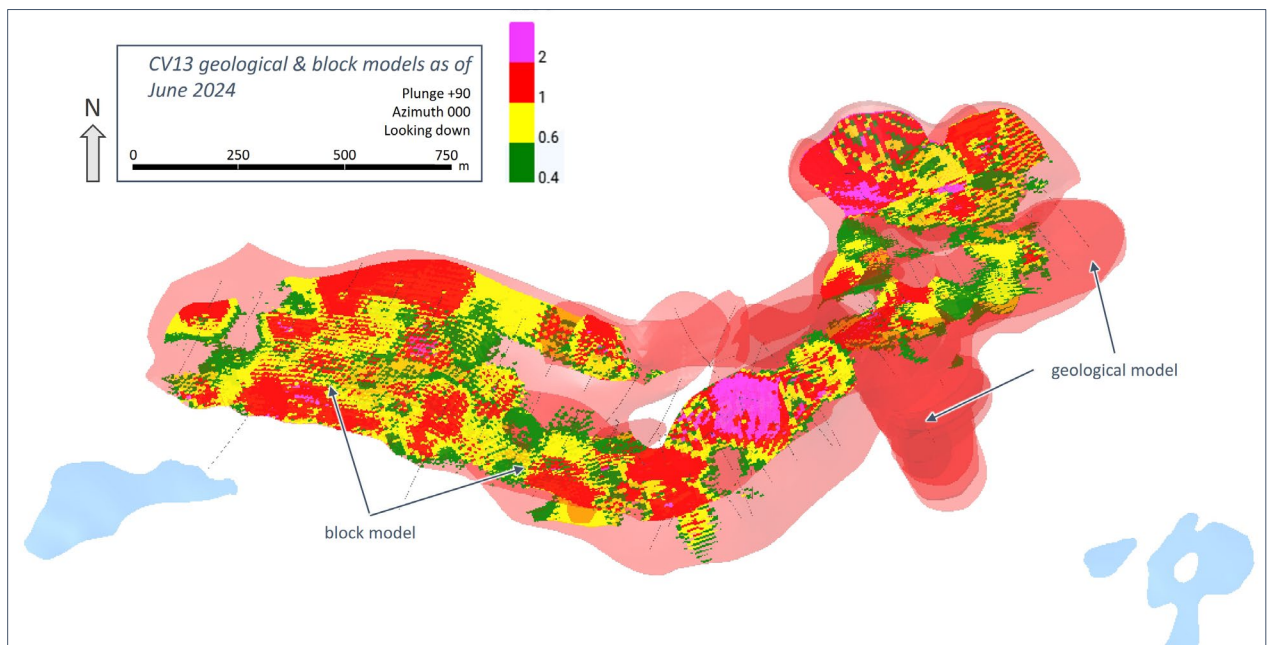 CV13 geological & block models as of
June 2024
Plunge +90
Azimuth 000
Looking down
N
0 250 500 750
m
2
1
0.6
0.4
geological model
block model